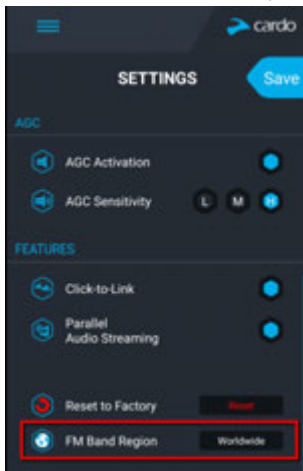 cardo
SETTINGS
Save
AGC
AGC Activation
AGC Sensitivity
L M H
FEATURES
Click-to-Link
Parallel
Audio Streaming
Reset to Factory
Reset
FM Band Region
Worldwide